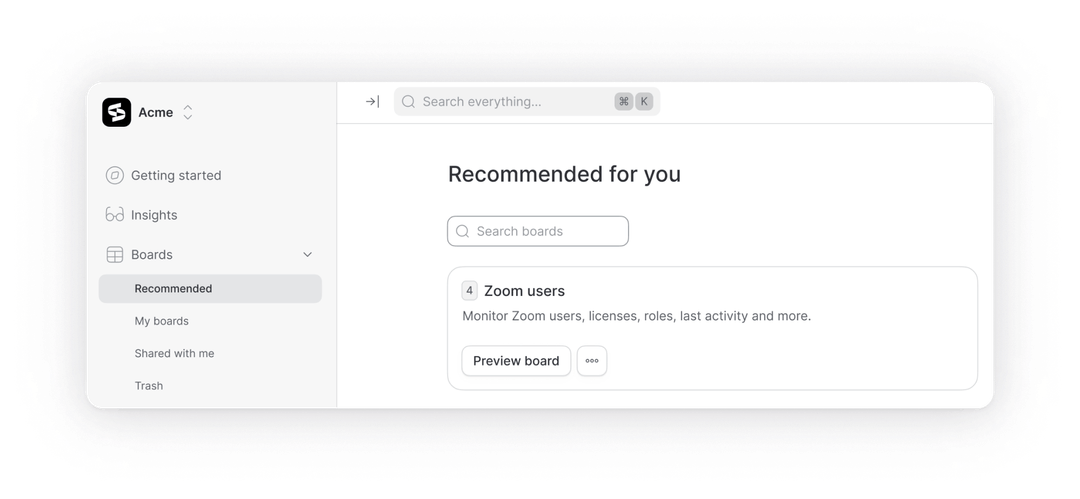 Acme
Search everything...
⌘ K
Getting started
Insights
Boards
Recommended
My boards
Shared with me
Trash
Recommended for you
Search boards
4 Zoom users
Monitor Zoom users, licenses, roles, last activity and more.
Preview board